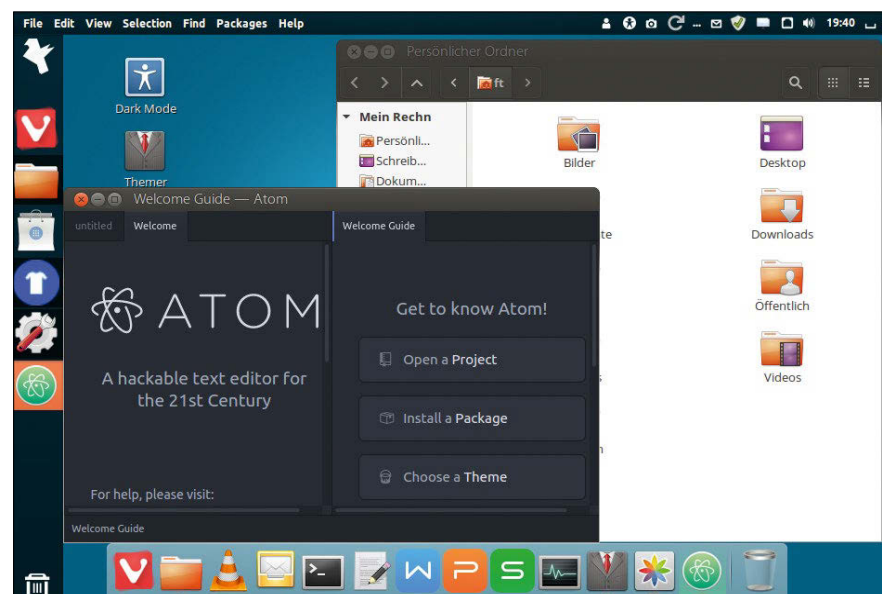 File Edit View Selection Find Packages Help
19:40
Persönlicher Ordner
ft
Dark Mode
Themer
Mein Rechn
Persönli...
Schreib...
Dokum...
Bilder
Desktop
Downloads
Öffentlich
Videos
te
Welcome Guide — Atom
untitled Welcome
Welcome Guide
ATOM
A hackable text editor for
the 21st Century
For help, please visit:
Get to know Atom!
Open a Project
Install a Package
Choose a Theme
Welcome Guide
W P S